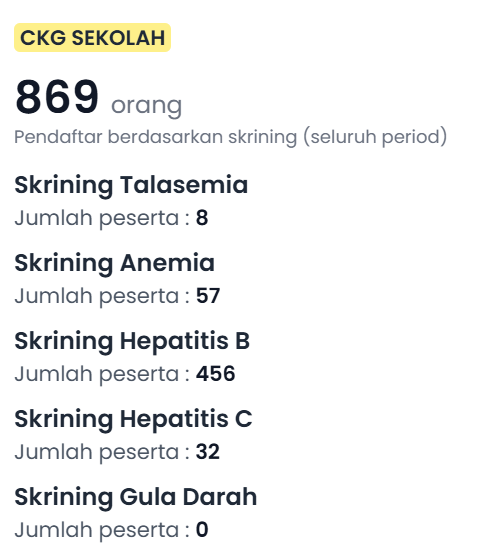 CKG SEKOLAH
869 orang
Pendaftar berdasarkan skrining (seluruh period)
Skrining Talasemia
Jumlah peserta : 8
Skrining Anemia
Jumlah peserta : 57
Skrining Hepatitis B
Jumlah peserta : 456
Skrining Hepatitis C
Jumlah peserta : 32
Skrining Gula Darah
Jumlah peserta : 0